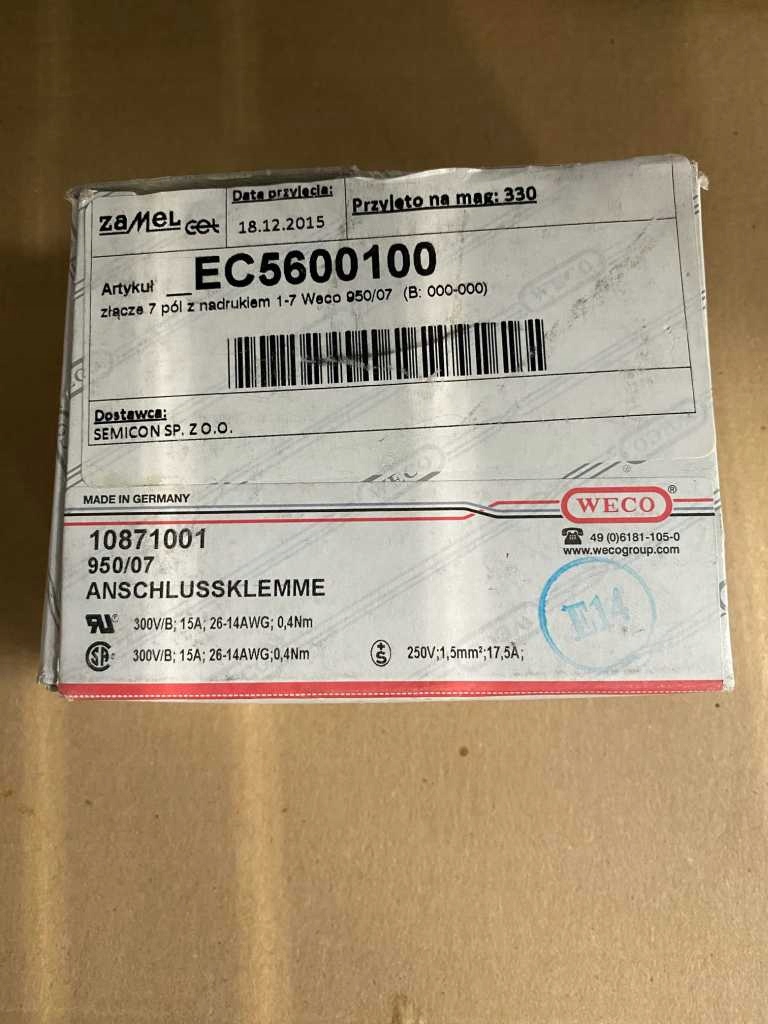 zaMeL cet
Data przyjęcia:
18.12.2015
Przyjęto na mag: 330
Artykuł __EC5600100
złącze 7 pól z nadrukiem 1-7 Weco 950/07 (B: 000-000)
Dostawca:
SEMICON SP. Z O.O.
MADE IN GERMANY
WECO®
10871001
950/07
ANSCHLUSSKLEMME
☎ 49 (0)6181-105-0
www.wecogroup.com
300V/B; 15A; 26-14AWG; 0,4Nm
300V/B; 15A; 26-14AWG;0,4Nm
250V;1,5mm²;17,5A;